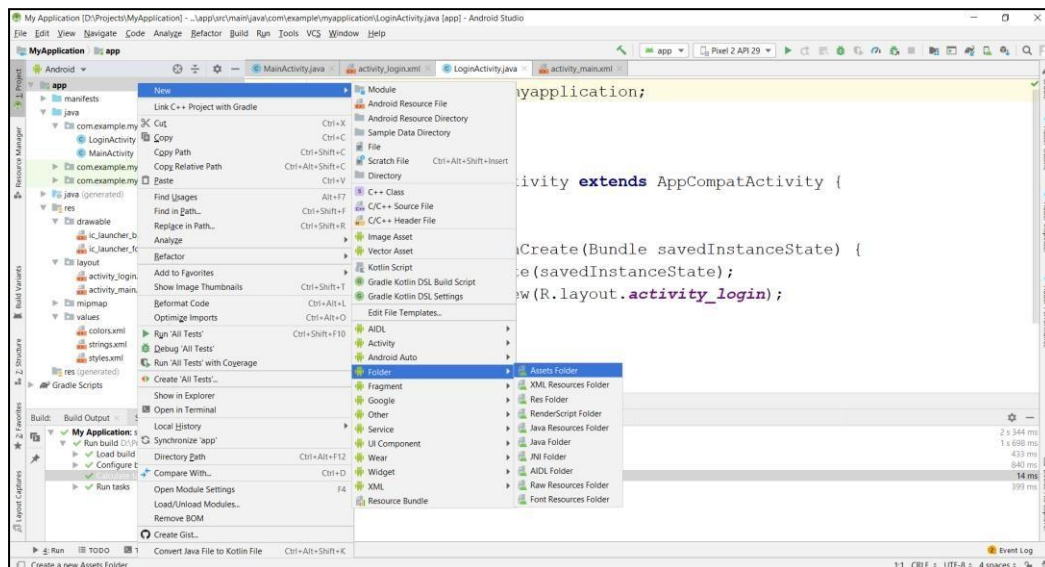 My Application [D:\Projects\MyApplication] - ...\app\src\main\java\com\example\myapplication\LoginActivity.java [app] - Android Studio
File Edit View Navigate Code Analyze Refactor Build Run Tools VCS Window Help
MyApplication app
app Pixel 2 API 29
Android
MainActivity.java activity_login.xml LoginActivity.java activity_main.xml
1: Project
Resource Manager
Build Variants
Z: Structure
2: Favorites
Layout Captures
app
manifests
java
com.example.my
LoginActivity
MainActivity
com.example.my
com.example.my
java (generated)
res
drawable
ic_launcher_b
ic_launcher_fo
layout
activity_login.
activity_main.
mipmap
values
colors.xml
strings.xml
styles.xml
res (generated)
Gradle Scripts
New
Link C++ Project with Gradle
Cut Ctrl+X
Copy Ctrl+C
Copy Path Ctrl+Shift+C
Copy Relative Path Ctrl+Alt+Shift+C
Paste Ctrl+V
Find Usages Alt+F7
Find in Path... Ctrl+Shift+F
Replace in Path... Ctrl+Shift+R
Analyze
Refactor
Add to Favorites
Show Image Thumbnails Ctrl+Shift+T
Reformat Code Ctrl+Alt+L
Optimize Imports Ctrl+Alt+O
Run 'All Tests' Ctrl+Shift+F10
Debug 'All Tests'
Run 'All Tests' with Coverage
Create 'All Tests'...
Show in Explorer
Open in Terminal
Local History
Synchronize 'app'
Directory Path Ctrl+Alt+F12
Compare With... Ctrl+D
Open Module Settings F4
Load/Unload Modules...
Remove BOM
Create Gist...
Convert Java File to Kotlin File Ctrl+Alt+Shift+K
Module
Android Resource File
Android Resource Directory
Sample Data Directory
File
Scratch File Ctrl+Alt+Shift+Insert
Directory
C++ Class
C/C++ Source File
C/C++ Header File
Image Asset
Vector Asset
Kotlin Script
Gradle Kotlin DSL Build Script
Gradle Kotlin DSL Settings
Edit File Templates...
AIDL
Activity
Android Auto
Folder
Fragment
Google
Other
Service
UI Component
Wear
Widget
XML
Resource Bundle
Assets Folder
XML Resources Folder
Res Folder
RenderScript Folder
Java Resources Folder
Java Folder
JNI Folder
AIDL Folder
Raw Resources Folder
Font Resources Folder
nyapplication;
ivity extends AppCompatActivity {
nCreate(Bundle savedInstanceState) {
te(savedInstanceState);
ew(R.layout.activity_login);
Build: Build Output
My Application: s 2 s 344 ms
Run build D:\P 1 s 698 ms
Load build 433 ms
Configure b 840 ms
14 ms
Run tasks 399 ms
4: Run TODO Event Log
Create a new Assets Folder 1:1 CRLF UTF-8 4 spaces